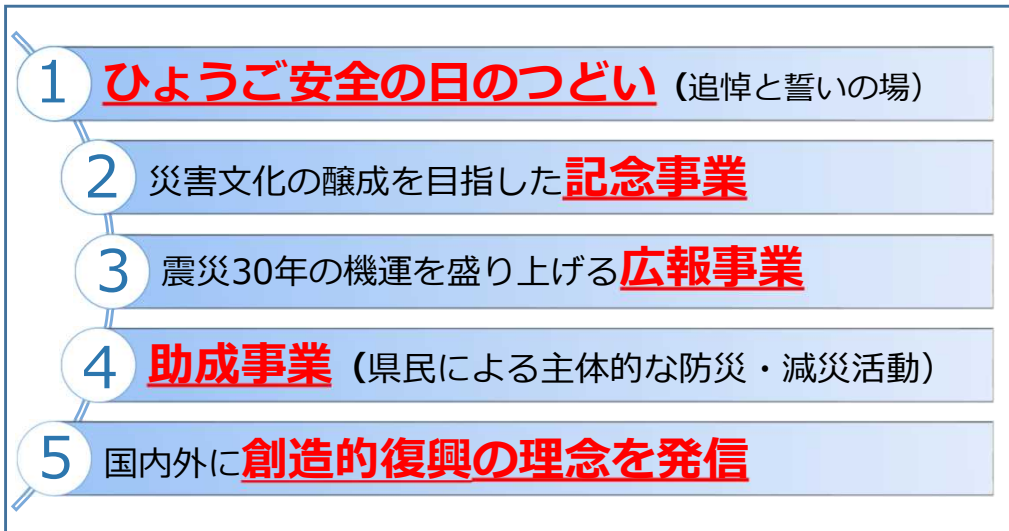 1 ひょうご安全の日のつどい（追悼と誓いの場）
2 災害文化の醸成を目指した記念事業
3 震災30年の機運を盛り上げる広報事業
4 助成事業（県民による主体的な防災・減災活動）
5 国内外に創造的復興の理念を発信